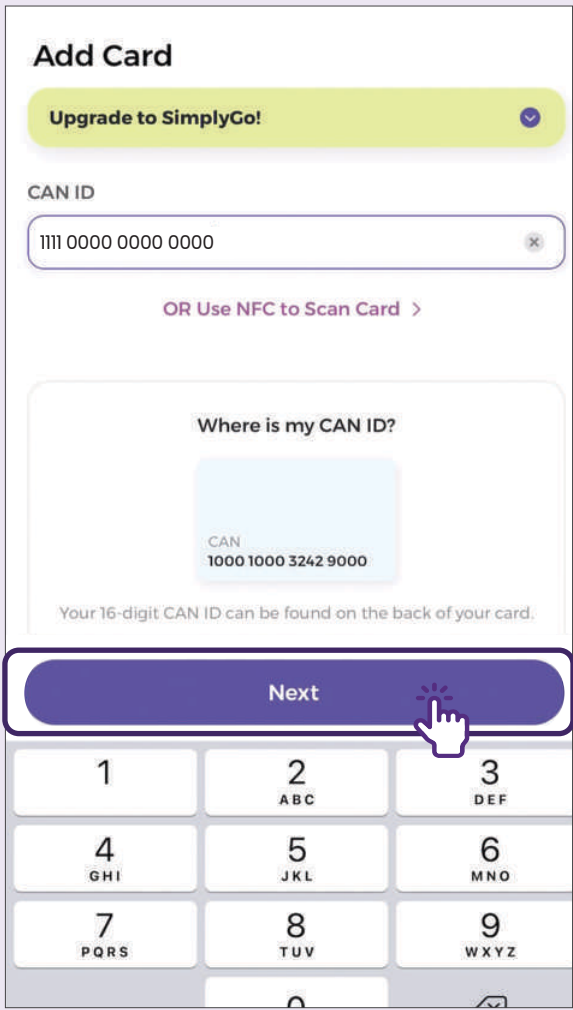 Add Card
Upgrade to SimplyGo!
CAN ID
1111 0000 0000 0000
OR Use NFC to Scan Card >
Where is my CAN ID?
CAN
1000 1000 3242 9000
Your 16-digit CAN ID can be found on the back of your card.
Next
1 2 3
ABC DEF
4 5 6
GHI JKL MNO
7 8 9
PQRS TUV WXYZ
0